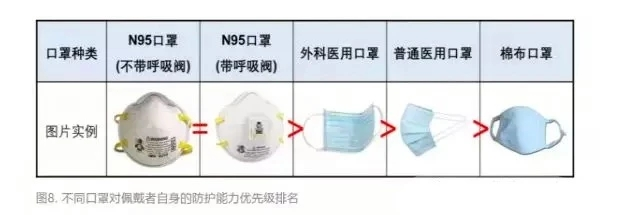 口罩种类
N95口罩
(不带呼吸阀)
N95口罩
(带呼吸阀)
外科医用口罩
普通医用口罩
棉布口罩
图片实例
=
>
>
>
图8. 不同口罩对佩戴者自身的防护能力优先级排名